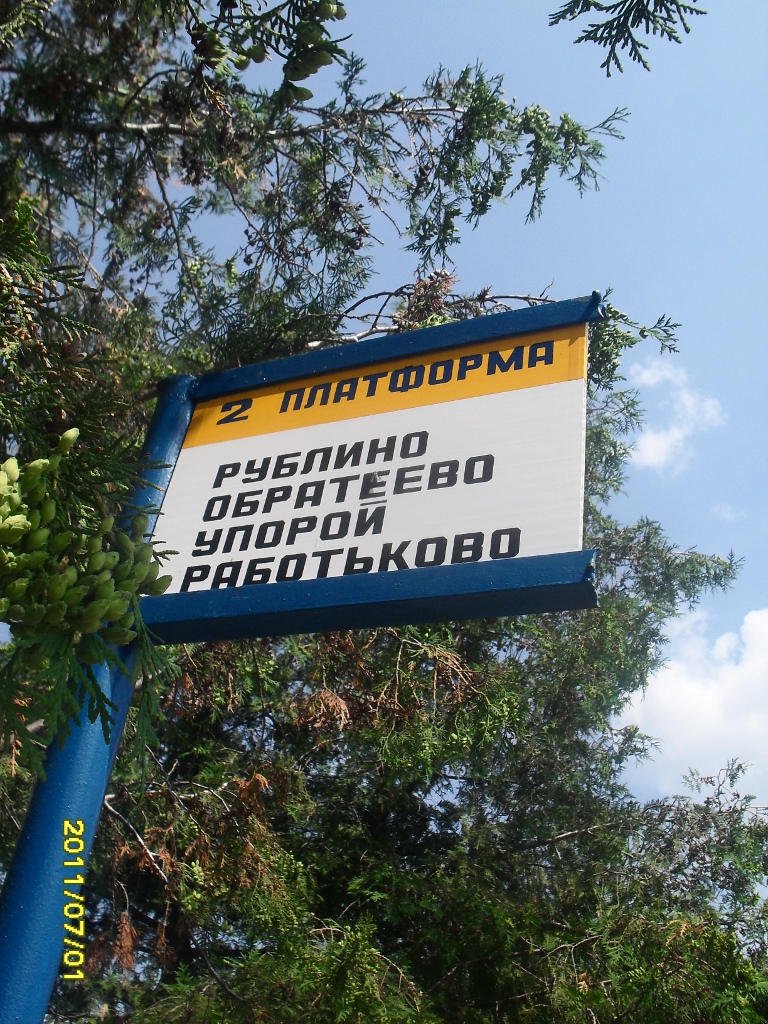 2 ПЛАТФОРМА
РУБЛИНО
ОБРАТЕЕВО
УПОРОЙ
РАБОТЬКОВО
2011/07/01